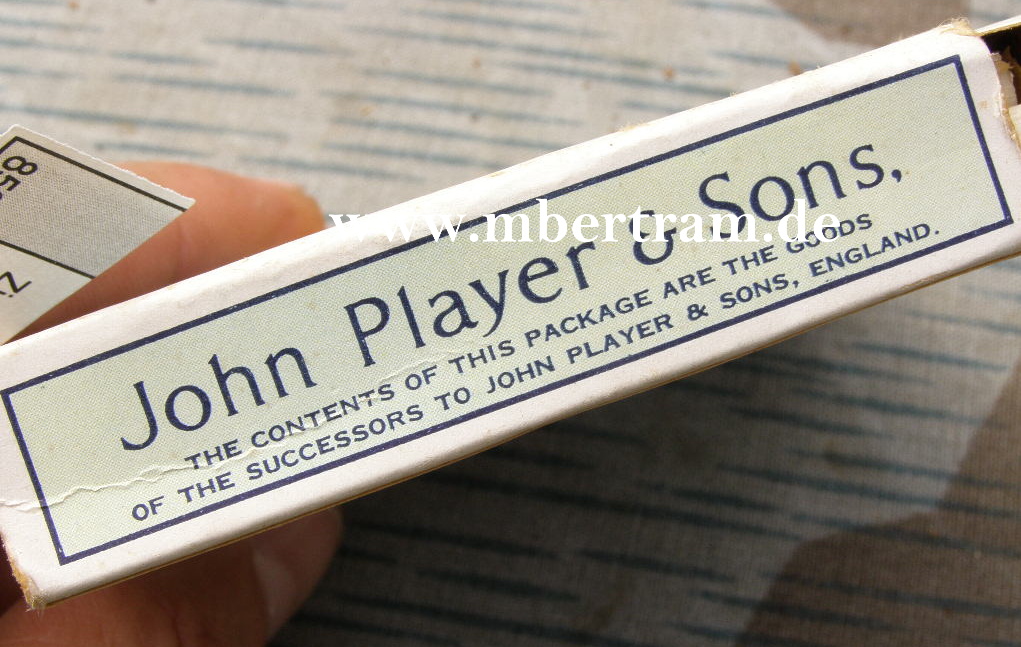 John Player & Sons,
THE CONTENTS OF THIS PACKAGE ARE THE GOODS
OF THE SUCCESSORS TO JOHN PLAYER & SONS, ENGLAND.
www.mbertram.de